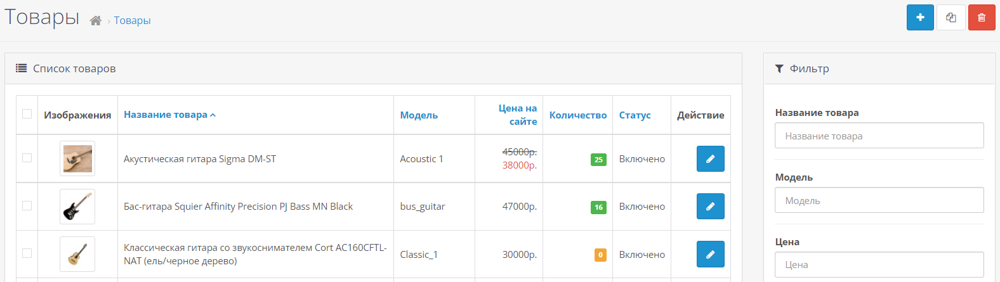 Товары › Товары
Список товаров
Изображения Название товара Модель Цена на сайте Количество Статус Действие
Акустическая гитара Sigma DM-ST Acoustic 1 45000р. 38000р. 25 Включено
Бас-гитара Squier Affinity Precision PJ Bass MN Black bus_guitar 47000р. 16 Включено
Классическая гитара со звукоснимателем Cort AC160CFTL-
NAT (ель/черное дерево) Classic_1 30000р. 0 Включено
Фильтр
Название товара
Название товара
Модель
Модель
Цена
Цена